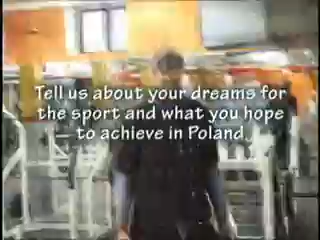 Tell us about your dreams for
the sport and what you hope
to achieve in Poland